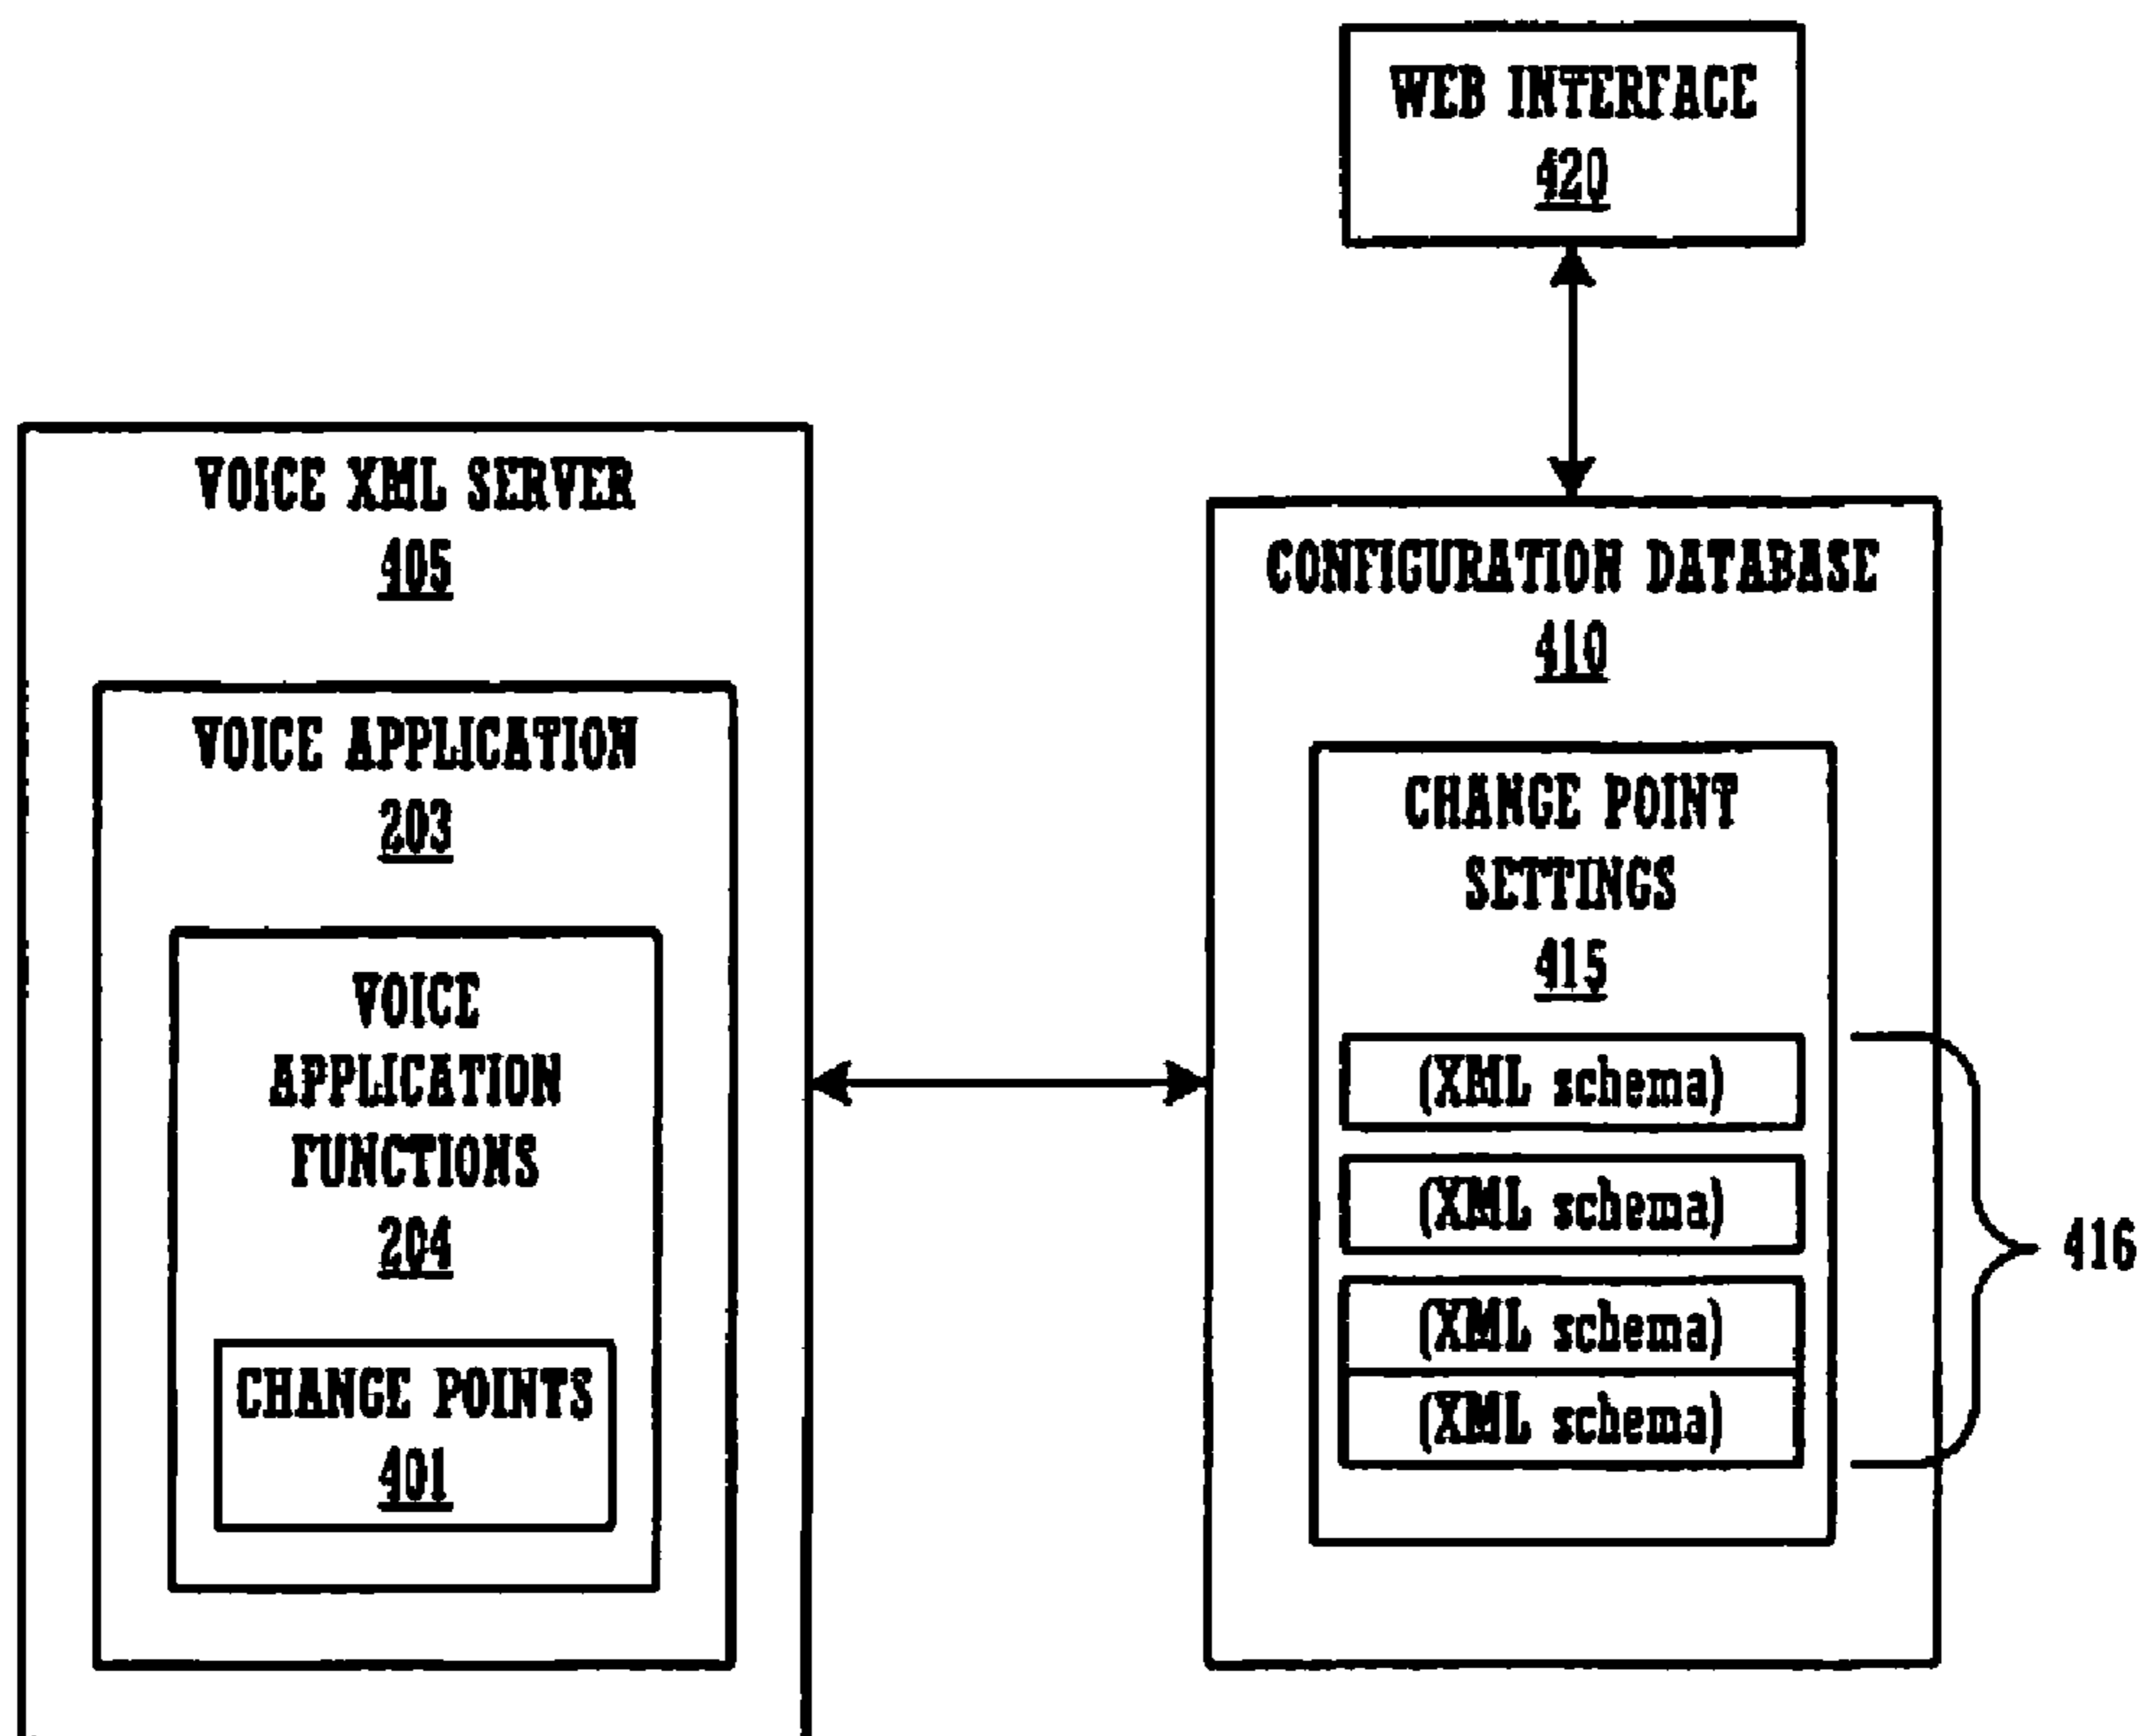 WEB INTERFACE
420
VOICE XML SERVER
405
VOICE APPLICATION
203
VOICE
APPLICATION
FUNCTIONS
204
CHANGE POINTS
401
CONFIGURATION DATABASE
410
CHANGE POINT
SETTINGS
415
(XML schema)
(XML schema)
(XML schema)
(XML schema)
416